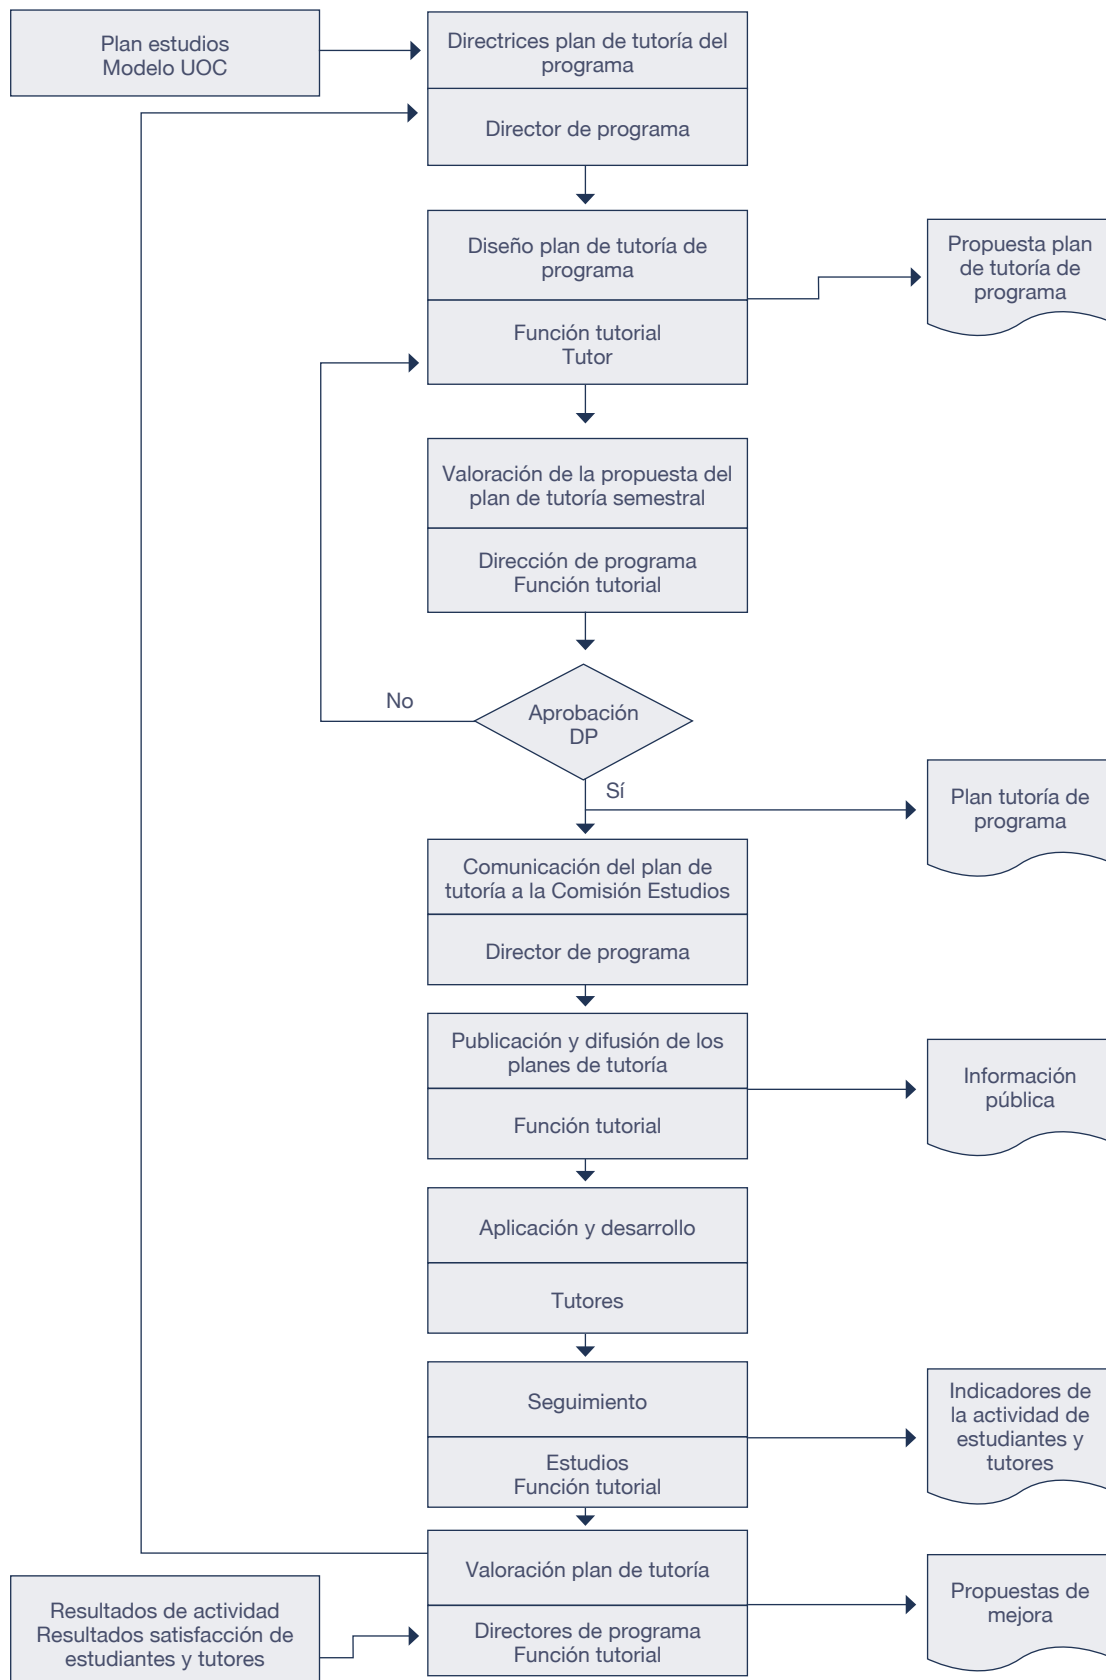 Plan estudios
Modelo UOC
Directrices plan de tutoría del
programa
Director de programa
Diseño plan de tutoría de
programa
Función tutorial
Tutor
Propuesta plan
de tutoría de
programa
Valoración de la propuesta del
plan de tutoría semestral
Dirección de programa
Función tutorial
No
Aprobación
DP
Sí
Plan tutoría de
programa
Comunicación del plan de
tutoría a la Comisión Estudios
Director de programa
Publicación y difusión de los
planes de tutoría
Función tutorial
Información
pública
Aplicación y desarrollo
Tutores
Seguimiento
Estudios
Función tutorial
Indicadores de
la actividad de
estudiantes y
tutores
Valoración plan de tutoría
Directores de programa
Función tutorial
Resultados de actividad
Resultados satisfacción de
estudiantes y tutores
Propuestas de
mejora